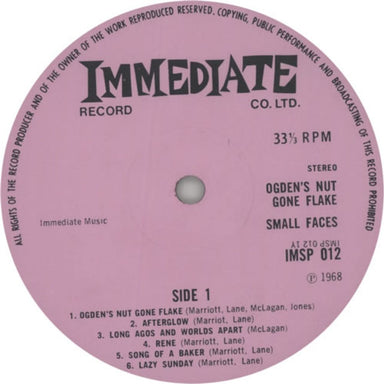 ALL RIGHTS OF THE RECORD PRODUCER AND OF THE OWNER OF THE WORK REPRODUCED RESERVED. COPYING, PUBLIC PERFORMANCE AND BROADCASTING OF THIS RECORD PROHIBITED
IMMEDIATE
RECORD CO. LTD.
33⅓ RPM
STEREO
OGDEN'S NUT
GONE FLAKE
Immediate Music
SMALL FACES
IMSP 012 1Y
IMSP 012
℗ 1968
SIDE 1
1. OGDEN'S NUT GONE FLAKE (Marriott, Lane, McLagan, Jones)
2. AFTERGLOW (Marriot, Lane)
3. LONG AGOS AND WORLDS APART (McLagan)
4. RENE (Marriott, Lane)
5. SONG OF A BAKER (Marriott, Lane)
6. LAZY SUNDAY (Marriott, Lane)